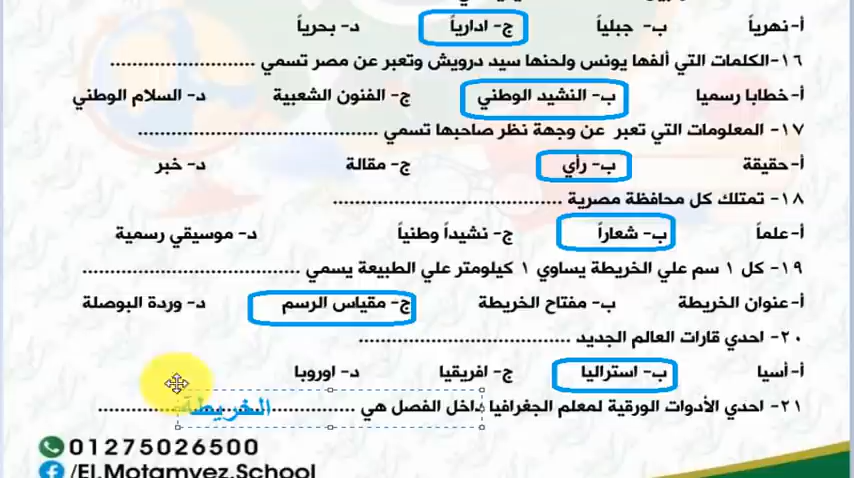 أ- نهرياً ب- جبلياً ج- ادارياً د- بحرياً
١٦-الكلمات التي ألفها يونس ولحنها سيد درويش وتعبر عن مصر تسمي ..........................
أ-خطابا رسميا ب- النشيد الوطني ج- الفنون الشعبية د- السلام الوطني
١٧- المعلومات التي تعبر عن وجهة نظر صاحبها تسمي ..........................................
أ-حقيقة ب- رأي ج- مقالة د- خبر
١٨- تمتلك كل محافظة مصرية ........................................
أ-علماً ب- شعاراً ج- نشيداً وطنياً د- موسيقي رسمية
١٩- كل ١ سم علي الخريطة يساوي ١ كيلومتر علي الطبيعة يسمي ......................................
أ-عنوان الخريطة ب- مفتاح الخريطة ج- مقياس الرسم د- وردة البوصلة
٢٠- احدي قارات العالم الجديد .....................................
أ- أسيا ب- استراليا ج- افريقيا د- اوروبا
٢١- احدي الأدوات الورقية لمعلم الجغرافيا داخل الفصل هي ............الخريطة............
01275026500
/El.Motamyez.School